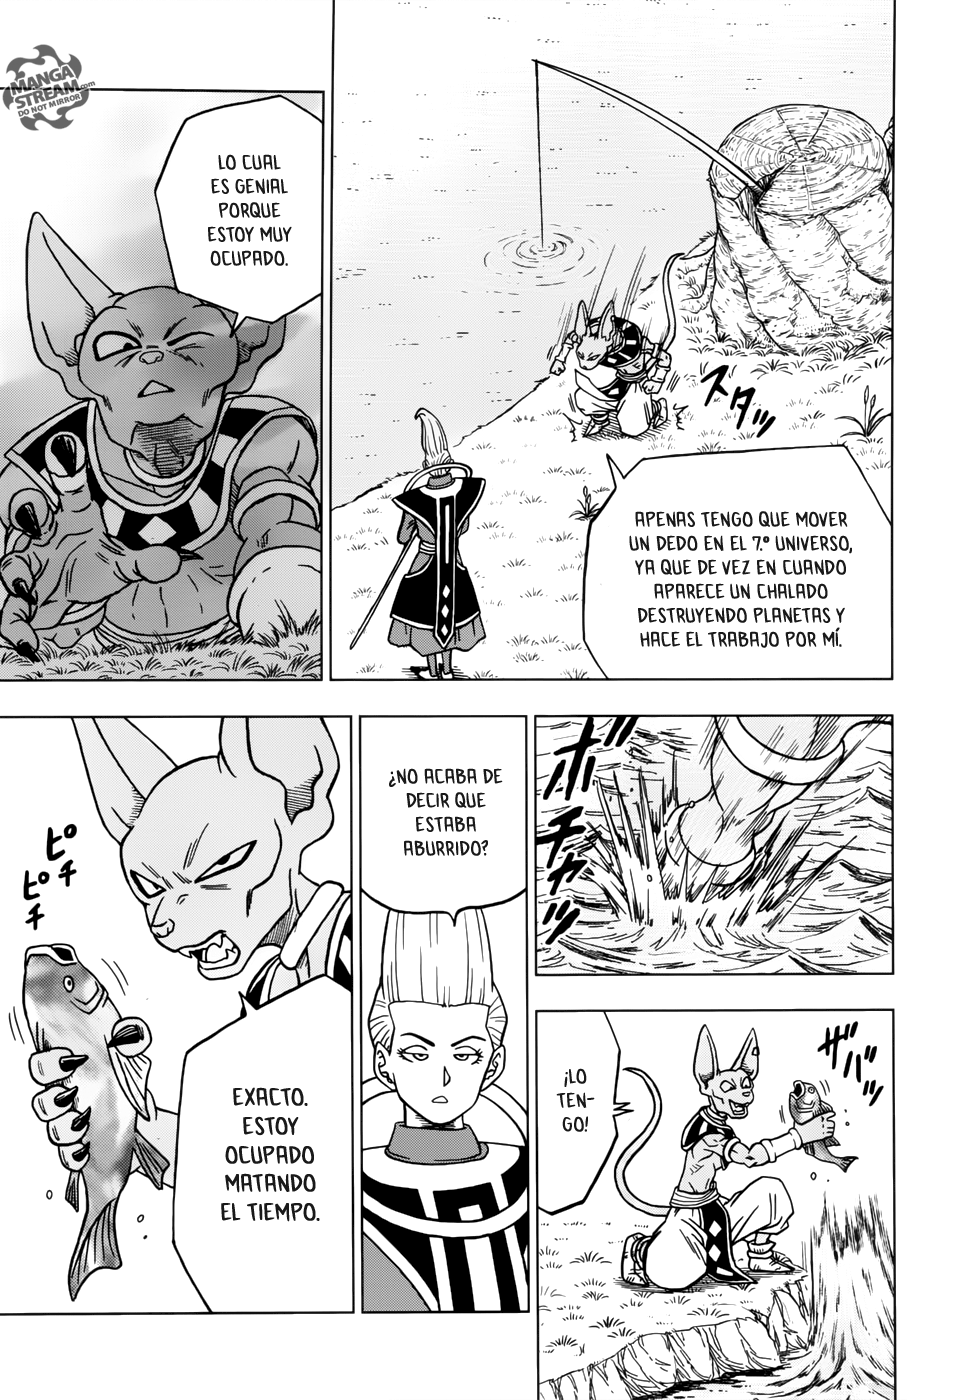 APENAS TENGO QUE MOVER
UN DEDO EN EL 7.º UNIVERSO,
YA QUE DE VEZ EN CUANDO
APARECE UN CHALADO
DESTRUYENDO PLANETAS Y
HACE EL TRABAJO POR MÍ.
スタッ
MANGA
STREAM.com
DO NOT MIRROR
LO CUAL
ES GENIAL
PORQUE
ESTOY MUY
OCUPADO.
ボチャッ
¡LO
TEN-
GO!
ザバッ
¿NO ACABA DE
DECIR QUE
ESTABA
ABURRIDO?
ピチ
ピチ
EXACTO.
ESTOY
OCUPADO
MATANDO
EL TIEMPO.